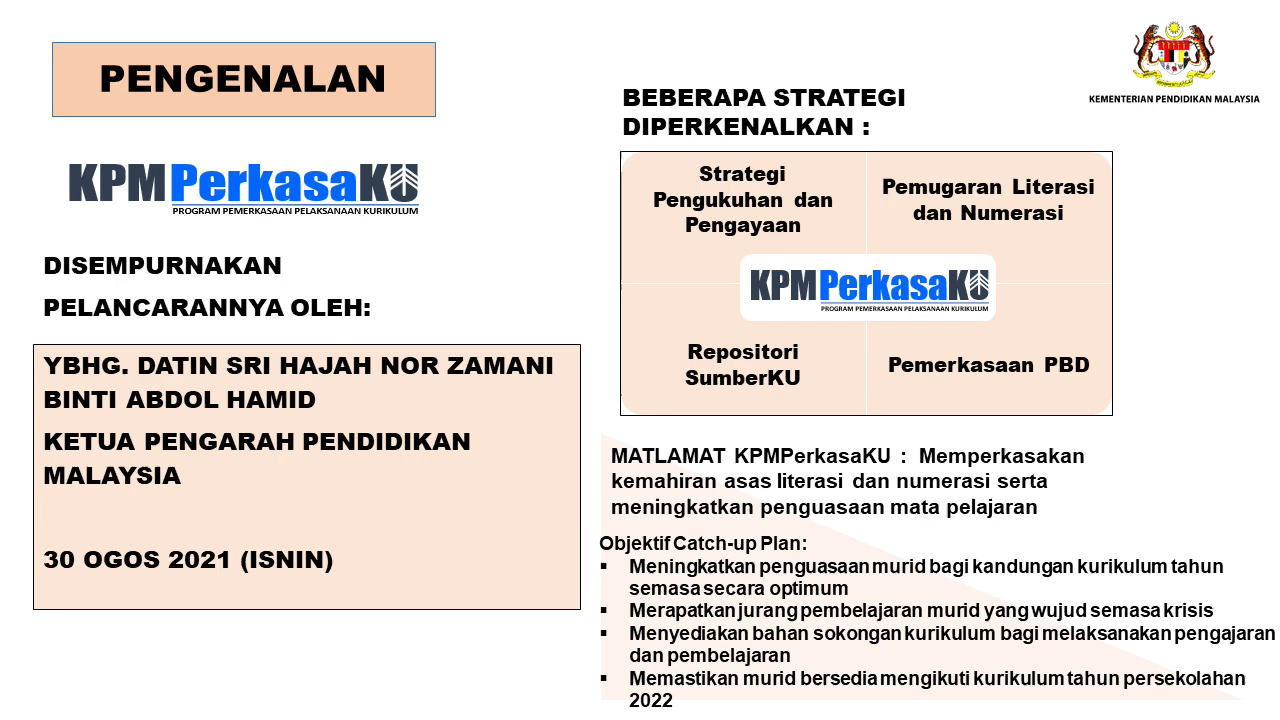 PENGENALAN
KPMPerkasaKU
PROGRAM PEMERKASAAN PELAKSANAAN KURIKULUM
DISEMPURNAKAN
PELANCARANNYA OLEH:
YBHG. DATIN SRI HAJAH NOR ZAMANI
BINTI ABDOL HAMID
KETUA PENGARAH PENDIDIKAN
MALAYSIA
30 OGOS 2021 (ISNIN)
KEMENTERIAN PENDIDIKAN MALAYSIA
BEBERAPA STRATEGI
DIPERKENALKAN :
Strategi
Pengukuhan dan
Pengayaan
Pemugaran Literasi
dan Numerasi
KPMPerkasaKU
PROGRAM PEMERKASAAN PELAKSANAAN KURIKULUM
Repositori
SumberKU
Pemerkasaan PBD
MATLAMAT KPMPerkasaKU : Memperkasakan
kemahiran asas literasi dan numerasi serta
meningkatkan penguasaan mata pelajaran
Objektif Catch-up Plan:
▪ Meningkatkan penguasaan murid bagi kandungan kurikulum tahun
semasa secara optimum
▪ Merapatkan jurang pembelajaran murid yang wujud semasa krisis
▪ Menyediakan bahan sokongan kurikulum bagi melaksanakan pengajaran
dan pembelajaran
▪ Memastikan murid bersedia mengikuti kurikulum tahun persekolahan
2022